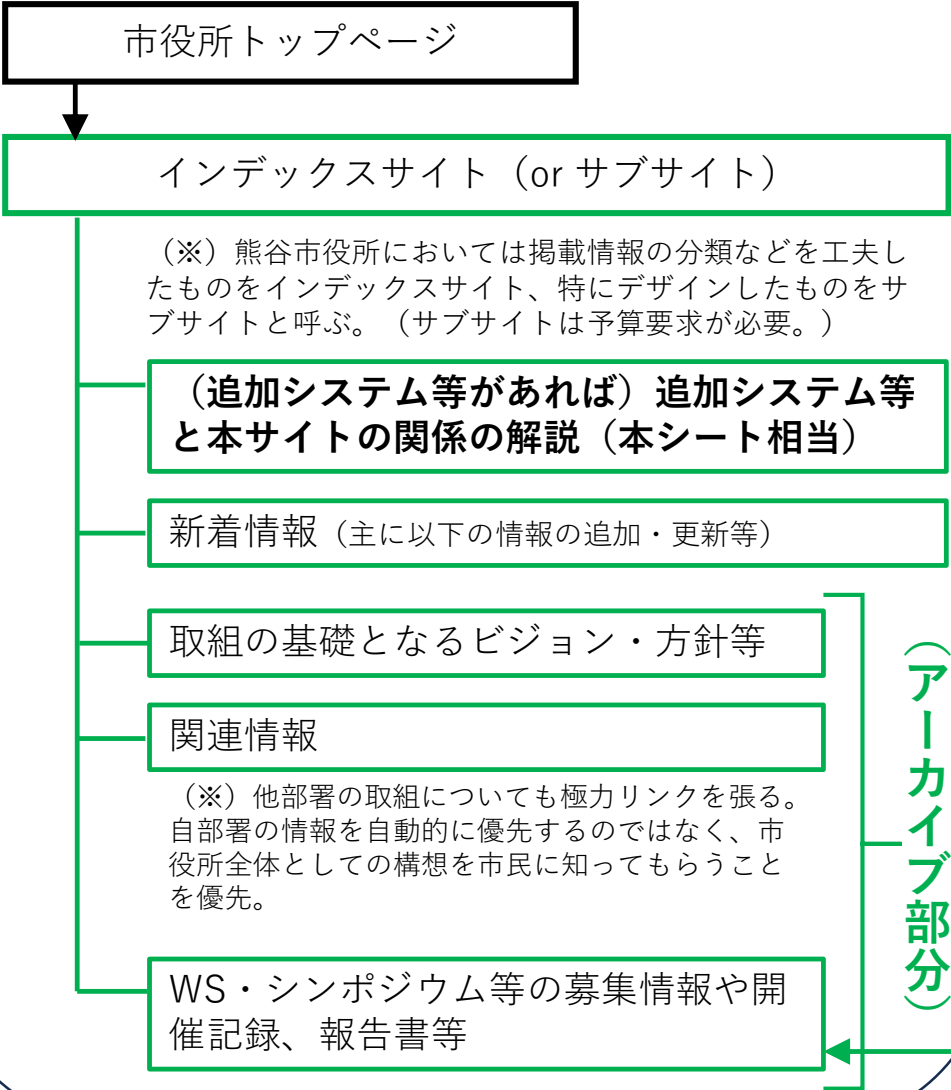 市役所トップページ
インデックスサイト（or サブサイト）
（※）熊谷市役所においては掲載情報の分類などを工夫し
たものをインデックスサイト、特にデザインしたものをサ
ブサイトと呼ぶ。（サブサイトは予算要求が必要。）
（追加システム等があれば）追加システム等
と本サイトの関係の解説（本シート相当）
新着情報（主に以下の情報の追加・更新等）
取組の基礎となるビジョン・方針等
関連情報
（※）他部署の取組についても極力リンクを張る。
自部署の情報を自動的に優先するのではなく、市
役所全体としての構想を市民に知ってもらうこと
を優先。
WS・シンポジウム等の募集情報や開
催記録、報告書等
（アーカイブ部分）